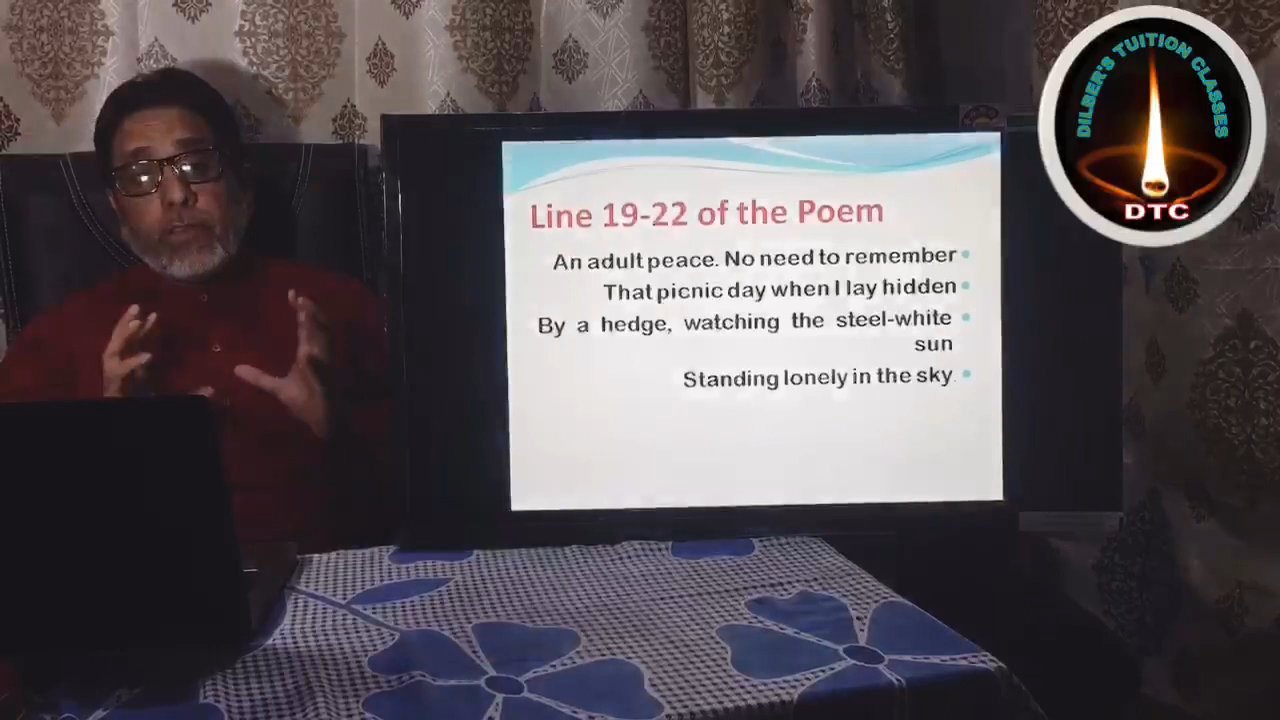 DILBER'S TUITION CLASSES
DTC
Line 19-22 of the Poem
An adult peace. No need to remember
That picnic day when I lay hidden
By a hedge, watching the steel-white
sun
Standing lonely in the sky.